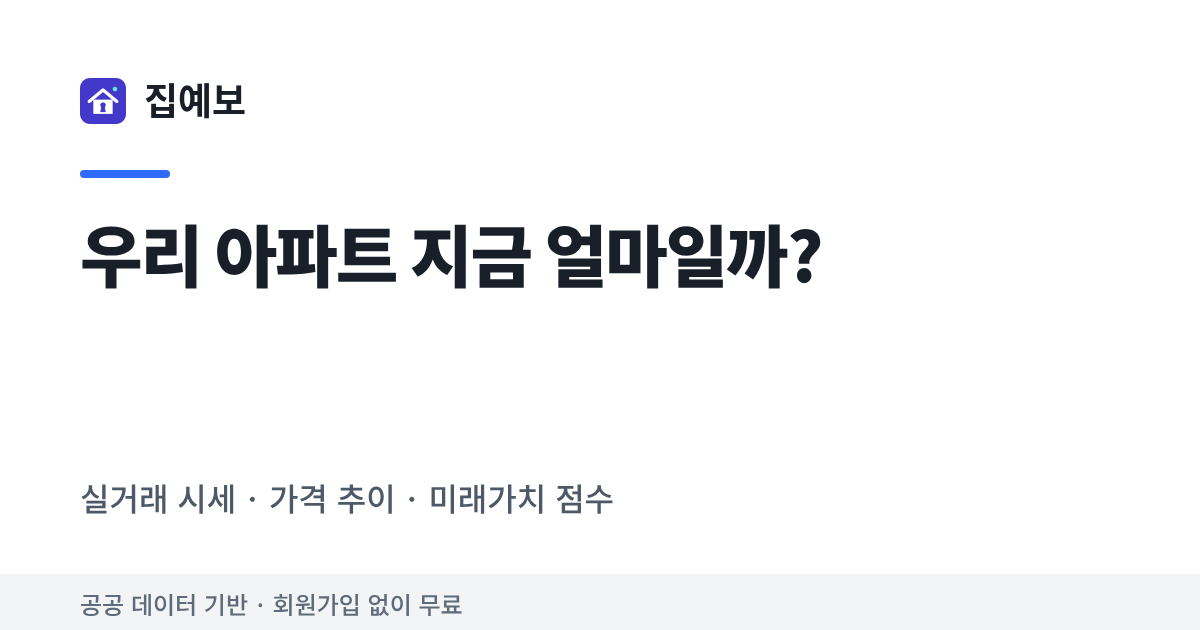 집예보
우리 아파트 지금 얼마일까?
실거래 시세 · 가격 추이 · 미래가치 점수
공공 데이터 기반 · 회원가입 없이 무료